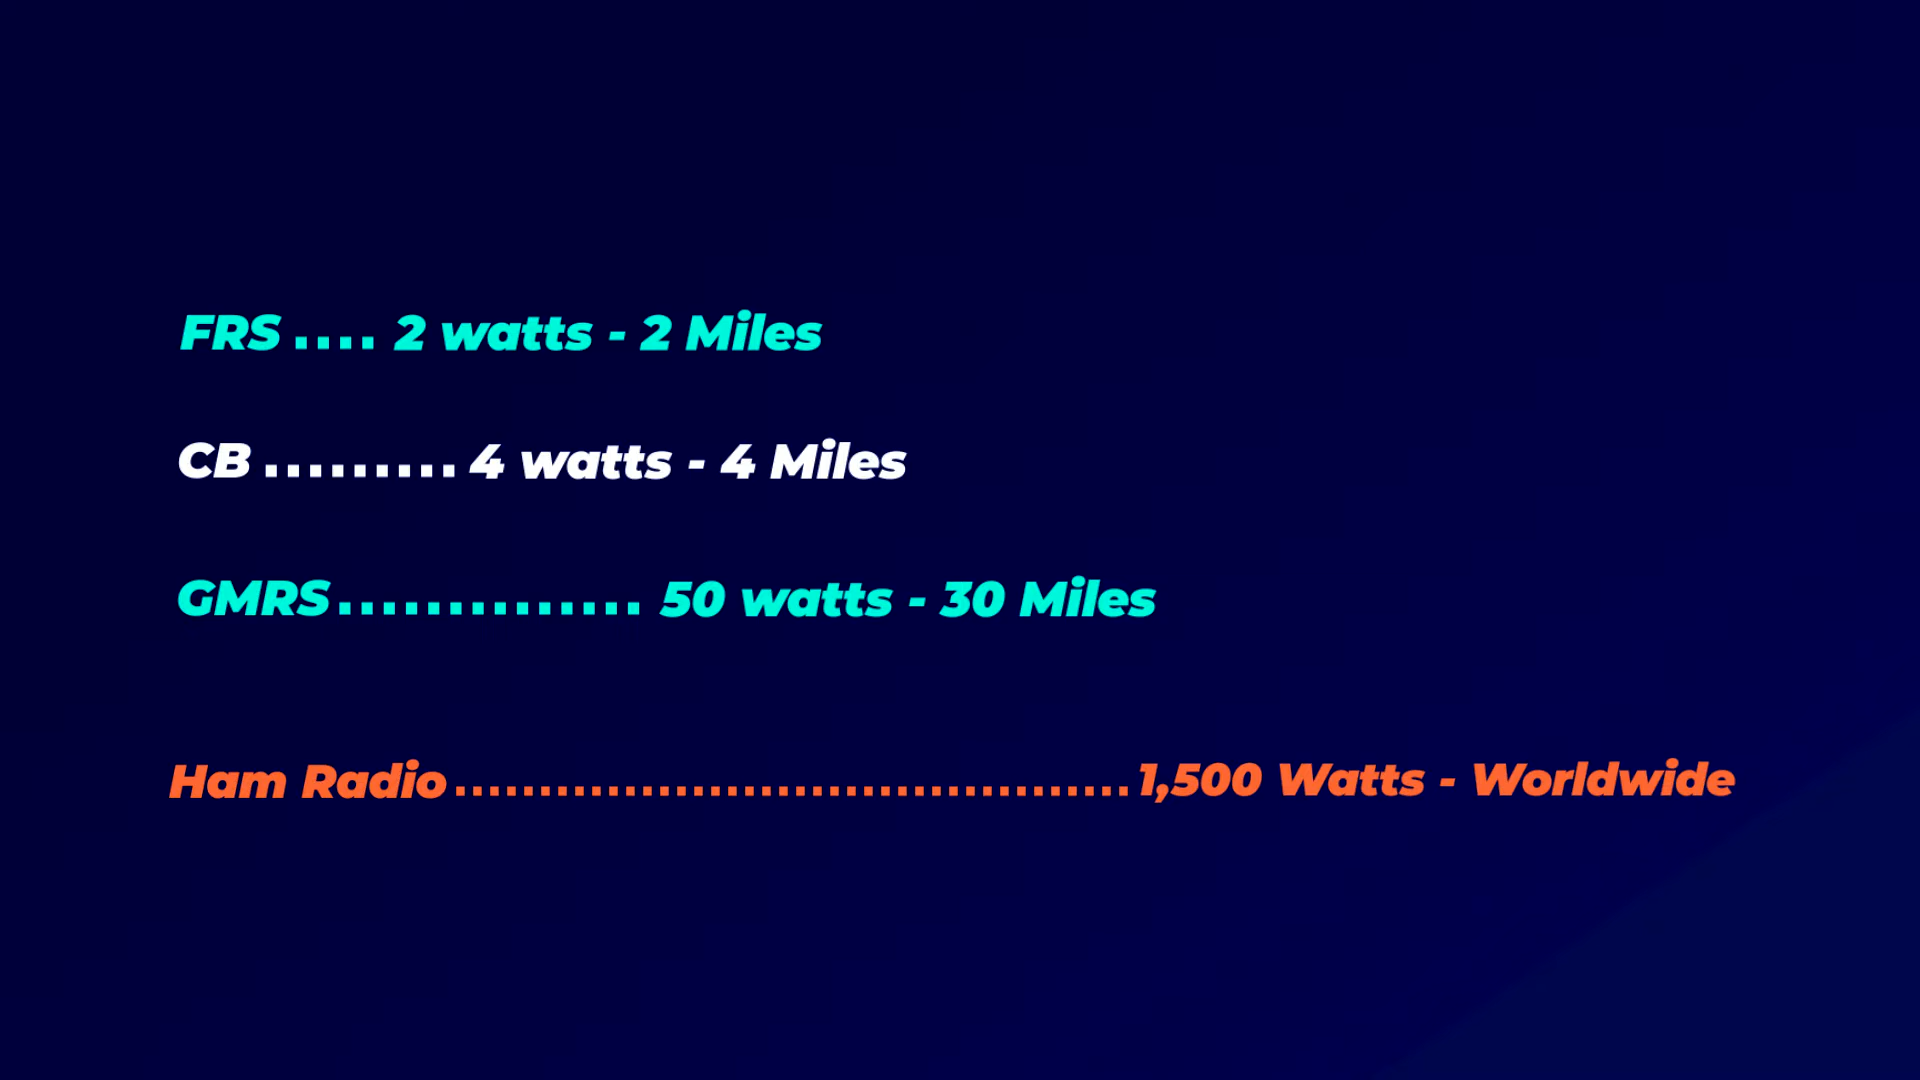 FRS .... 2 watts - 2 Miles
CB ......... 4 watts - 4 Miles
GMRS .............. 50 watts - 30 Miles
Ham Radio ........................................ 1,500 Watts - Worldwide